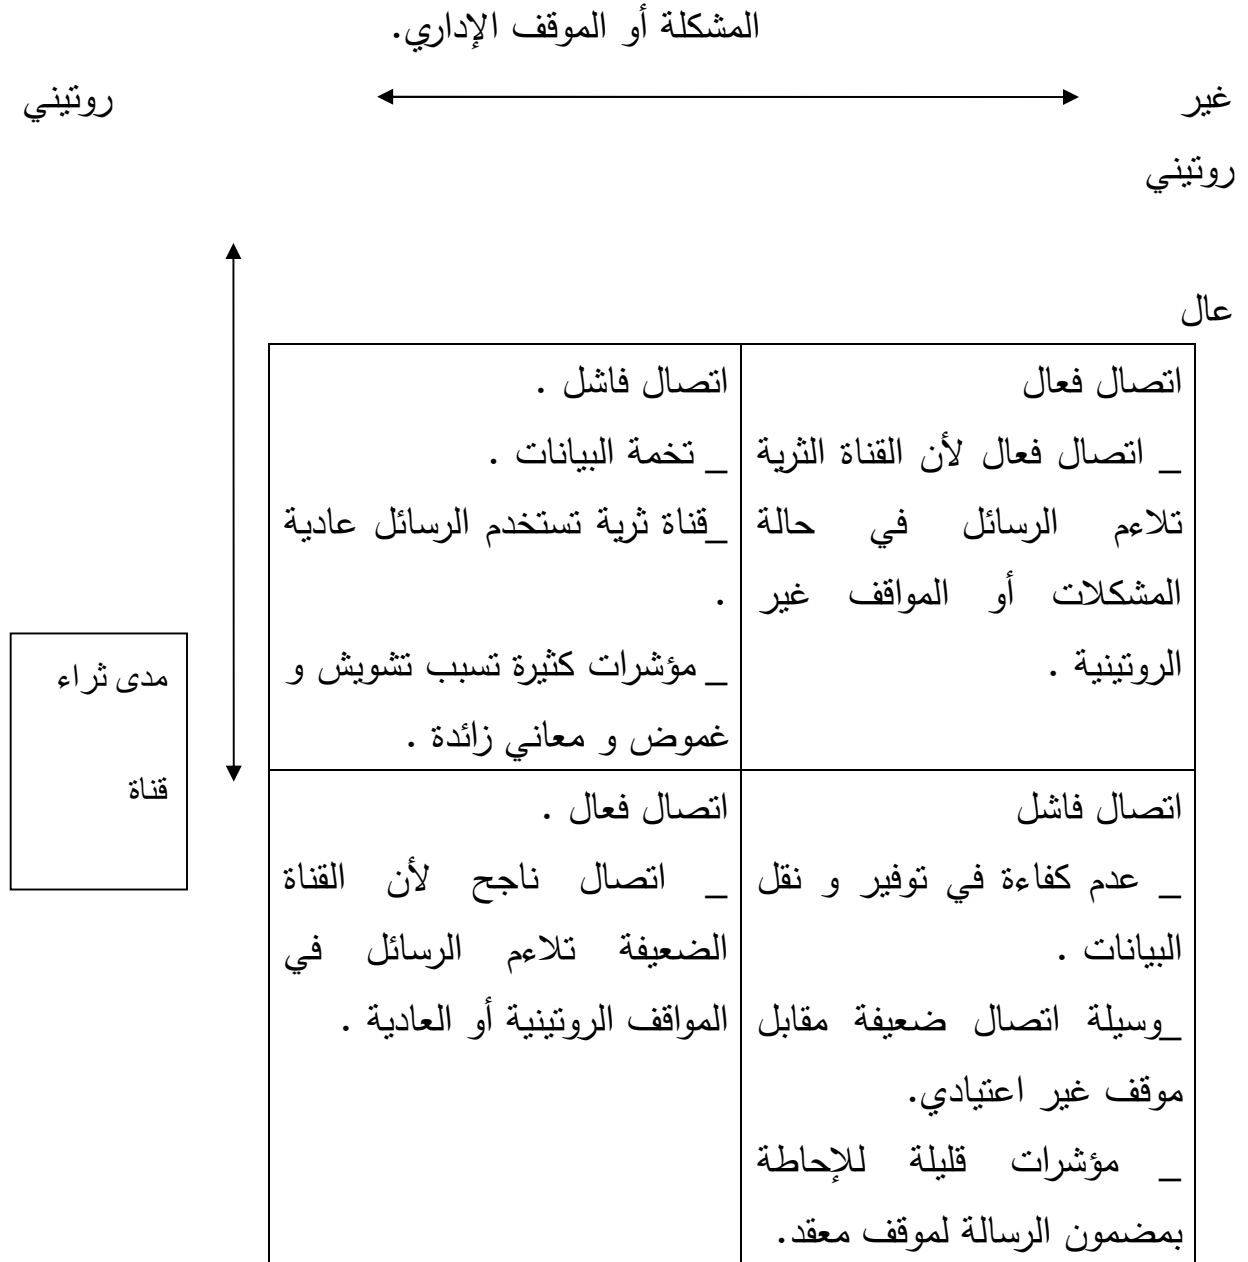 المشكلة أو الموقف الإداري.
غير
روتيني
روتيني
عال
اتصال فعال
_ اتصال فعال لأن القناة الثرية
تلاءم الرسائل في حالة
المشكلات أو المواقف غير
الروتينية .
اتصال فاشل .
_ تخمة البيانات .
_قناة ثرية تستخدم الرسائل عادية
.
_ مؤشرات كثيرة تسبب تشويش و
غموض و معاني زائدة .
مدى ثراء
قناة
اتصال فاشل
_ عدم كفاءة في توفير و نقل
البيانات .
_وسيلة اتصال ضعيفة مقابل
موقف غير اعتيادي.
_ مؤشرات قليلة للإحاطة
بمضمون الرسالة لموقف معقد.
اتصال فعال .
_ اتصال ناجح لأن القناة
الضعيفة تلاءم الرسائل في
المواقف الروتينية أو العادية .